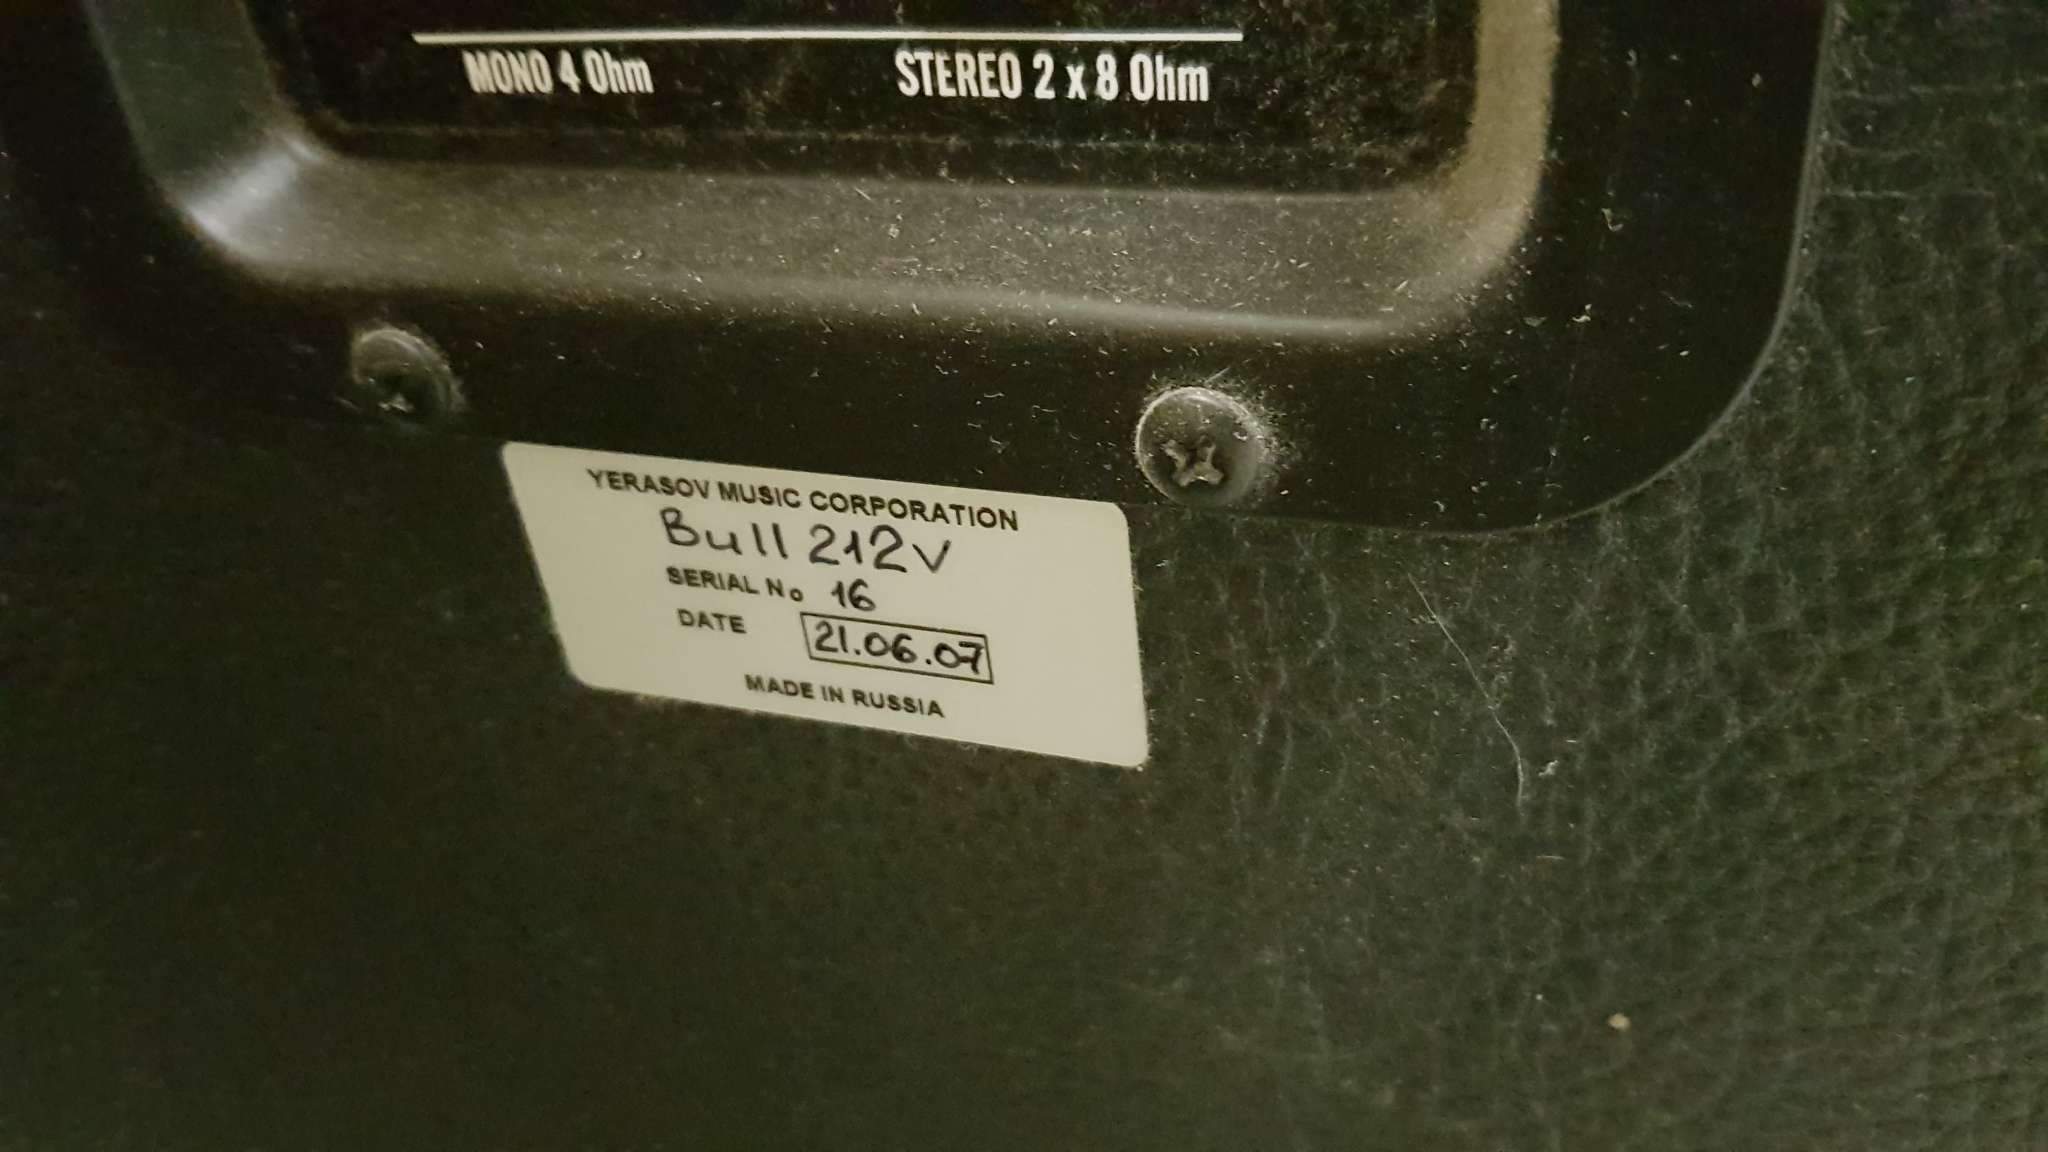 MONO 4 Ohm STEREO 2 x 8 Ohm
YERASOV MUSIC CORPORATION
Bull 212v
SERIAL No 16
DATE 21.06.07
MADE IN RUSSIA